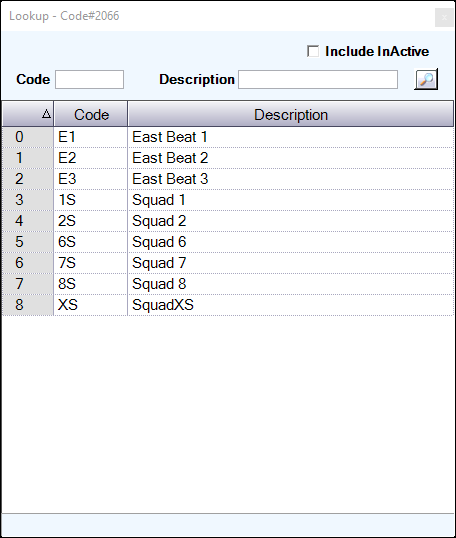 Lookup - Code#2066
Include InActive
Code Description
Code Description
0 E1 East Beat 1
1 E2 East Beat 2
2 E3 East Beat 3
3 1S Squad 1
4 2S Squad 2
5 6S Squad 6
6 7S Squad 7
7 8S Squad 8
8 XS SquadXS